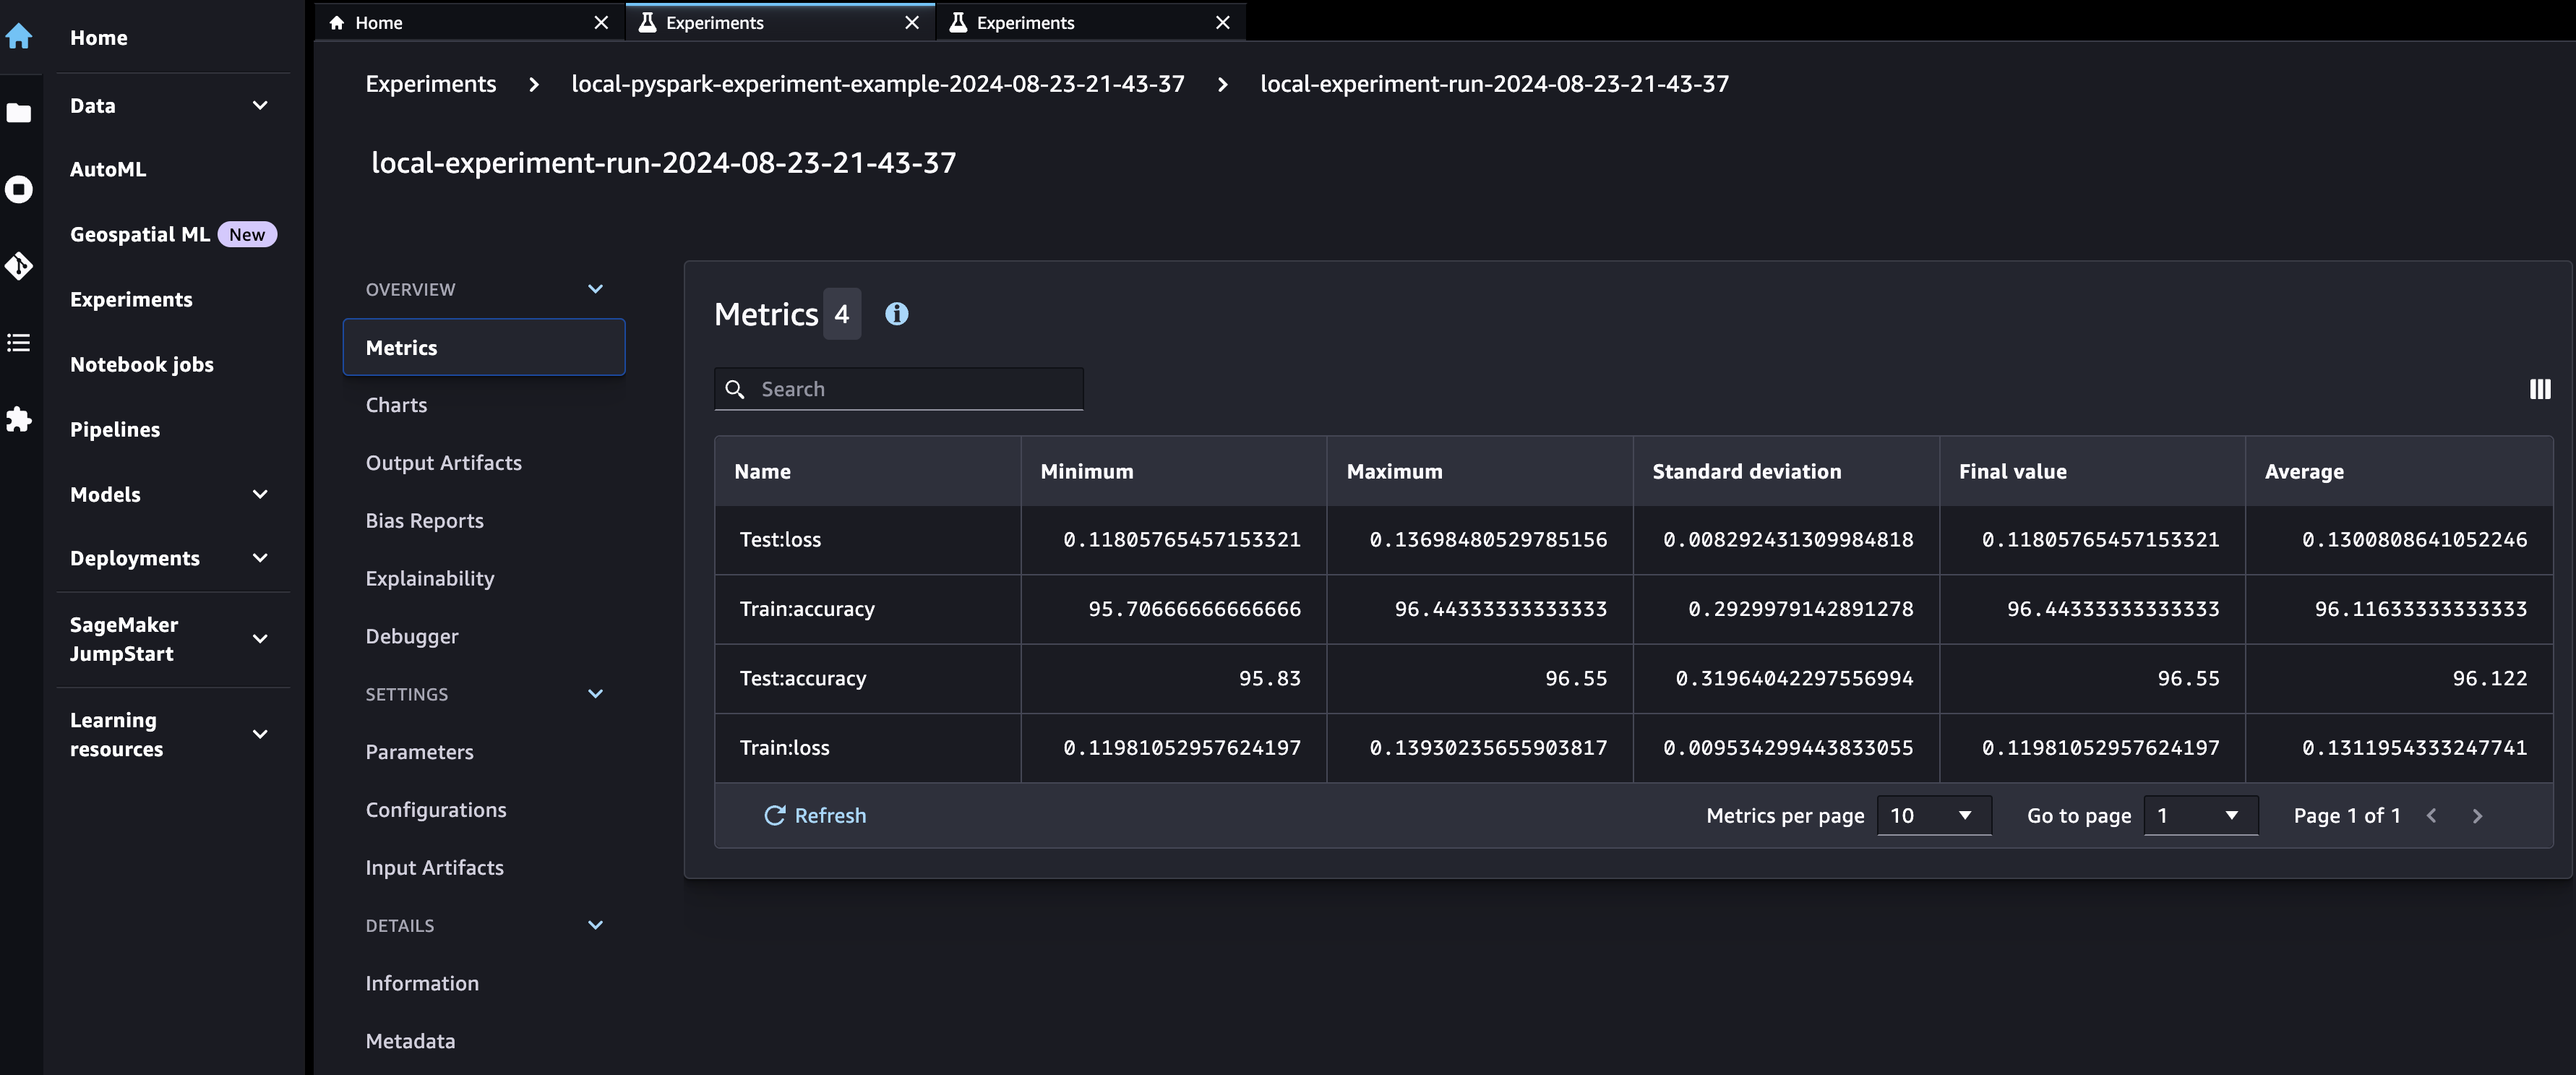 Home
Experiments
Experiments
Home
Data
AutoML
Geospatial ML New
Experiments
Notebook jobs
Pipelines
Models
Deployments
SageMaker
JumpStart
Learning
resources
Experiments > local-pyspark-experiment-example-2024-08-23-21-43-37 > local-experiment-run-2024-08-23-21-43-37
local-experiment-run-2024-08-23-21-43-37
OVERVIEW
Metrics
Charts
Output Artifacts
Bias Reports
Explainability
Debugger
SETTINGS
Parameters
Configurations
Input Artifacts
DETAILS
Information
Metadata
Metrics 4
Search
Name Minimum Maximum Standard deviation Final value Average
Test:loss 0.11805765457153321 0.13698480529785156 0.008292431309984818 0.11805765457153321 0.1300808641052246
Train:accuracy 95.70666666666666 96.44333333333333 0.2929979142891278 96.44333333333333 96.11633333333333
Test:accuracy 95.83 96.55 0.31964042297556994 96.55 96.122
Train:loss 0.11981052957624197 0.13930235655903817 0.009534299443833055 0.11981052957624197 0.1311954333247741
Refresh Metrics per page 10 Go to page 1 Page 1 of 1